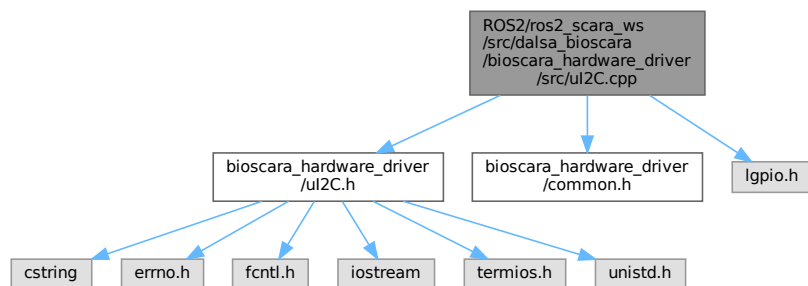 ROS2/ros2_scara_ws
/src/dalsa_bioscara
/bioscara_hardware_driver
/src/uI2C.cpp
bioscara_hardware_driver
/uI2C.h
bioscara_hardware_driver
/common.h
lgpio.h
cstring
errno.h
fcntl.h
iostream
termios.h
unistd.h